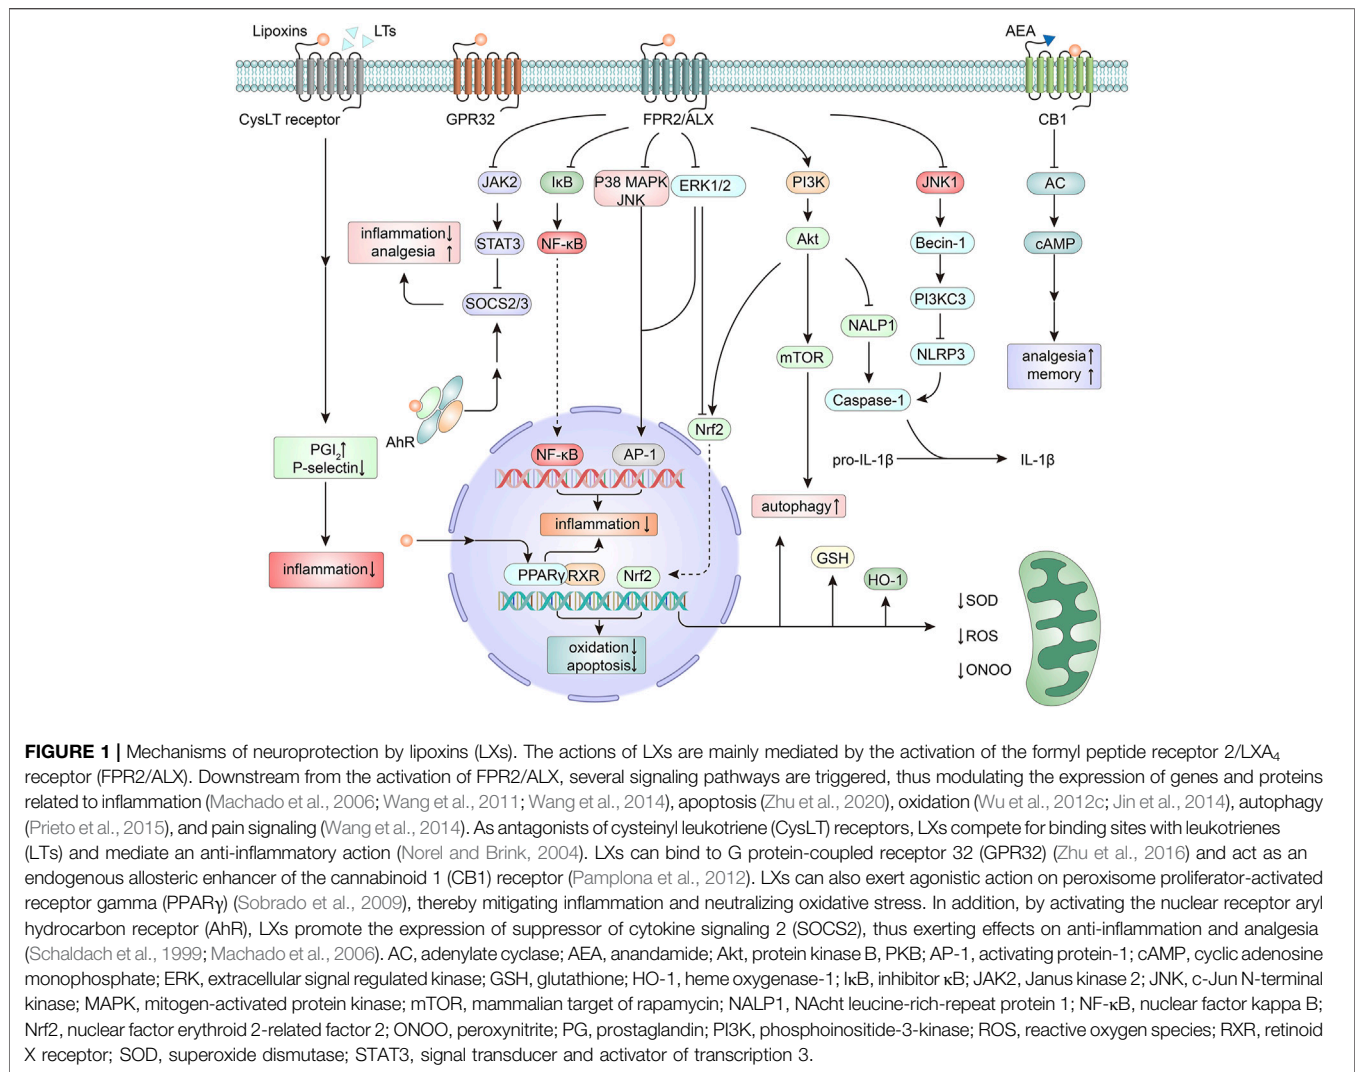 Lipoxins
LTs
AEA
CysLT receptor
GPR32
FPR2/ALX
CB1
JAK2
IκB
P38 MAPK
JNK
ERK1/2
PI3K
JNK1
AC
inflammation↓
analgesia ↑
STAT3
NF-κB
Akt
Becin-1
cAMP
SOCS2/3
PI3KC3
NALP1
mTOR
NLRP3
analgesia↑
memory ↑
Caspase-1
AhR
Nrf2
PGI2↑
P-selectin↓
NF-κB
AP-1
pro-IL-1β
IL-1β
autophagy↑
inflammation ↓
inflammation↓
PPARγ
RXR
Nrf2
GSH
HO-1
↓SOD
↓ROS
↓ONOO
oxidation↓
apoptosis↓
FIGURE 1 | Mechanisms of neuroprotection by lipoxins (LXs). The actions of LXs are mainly mediated by the activation of the formyl peptide receptor 2/LXA4
receptor (FPR2/ALX). Downstream from the activation of FPR2/ALX, several signaling pathways are triggered, thus modulating the expression of genes and proteins
related to inflammation (Machado et al., 2006; Wang et al., 2011; Wang et al., 2014), apoptosis (Zhu et al., 2020), oxidation (Wu et al., 2012c; Jin et al., 2014), autophagy
(Prieto et al., 2015), and pain signaling (Wang et al., 2014). As antagonists of cysteinyl leukotriene (CysLT) receptors, LXs compete for binding sites with leukotrienes
(LTs) and mediate an anti-inflammatory action (Norel and Brink, 2004). LXs can bind to G protein-coupled receptor 32 (GPR32) (Zhu et al., 2016) and act as an
endogenous allosteric enhancer of the cannabinoid 1 (CB1) receptor (Pamplona et al., 2012). LXs can also exert agonistic action on peroxisome proliferator-activated
receptor gamma (PPARγ) (Sobrado et al., 2009), thereby mitigating inflammation and neutralizing oxidative stress. In addition, by activating the nuclear receptor aryl
hydrocarbon receptor (AhR), LXs promote the expression of suppressor of cytokine signaling 2 (SOCS2), thus exerting effects on anti-inflammation and analgesia
(Schaldach et al., 1999; Machado et al., 2006). AC, adenylate cyclase; AEA, anandamide; Akt, protein kinase B, PKB; AP-1, activating protein-1; cAMP, cyclic adenosine
monophosphate; ERK, extracellular signal regulated kinase; GSH, glutathione; HO-1, heme oxygenase-1; IκB, inhibitor κB; JAK2, Janus kinase 2; JNK, c-Jun N-terminal
kinase; MAPK, mitogen-activated protein kinase; mTOR, mammalian target of rapamycin; NALP1, NAcht leucine-rich-repeat protein 1; NF-κB, nuclear factor kappa B;
Nrf2, nuclear factor erythroid 2-related factor 2; ONOO, peroxynitrite; PG, prostaglandin; PI3K, phosphoinositide-3-kinase; ROS, reactive oxygen species; RXR, retinoid
X receptor; SOD, superoxide dismutase; STAT3, signal transducer and activator of transcription 3.